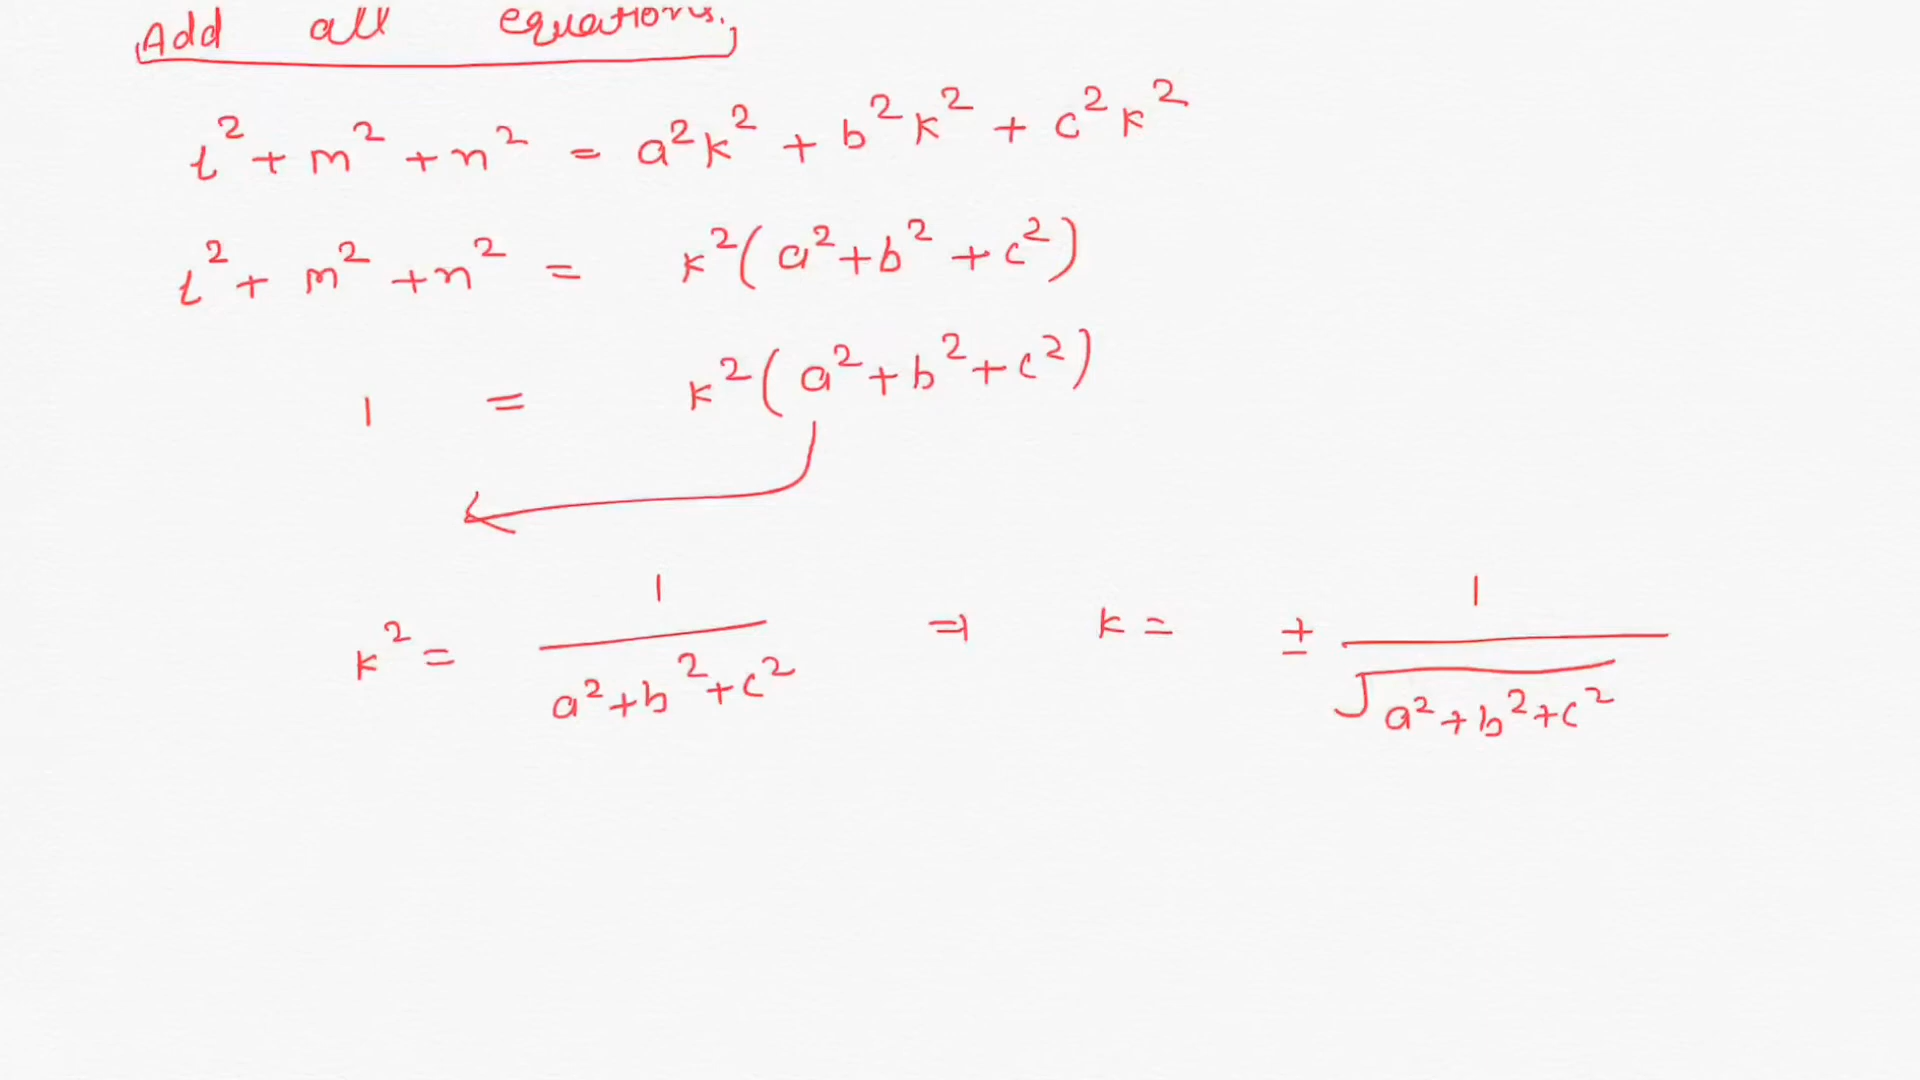 Add all equations.
l² + m² + n² = a²k² + b²k² + c²k²
l² + m² + n² = k²(a² + b² + c²)
1 = k²(a² + b² + c²)
k² = 1/(a² + b² + c²) ⇒ k = ± 1/√(a² + b² + c²)